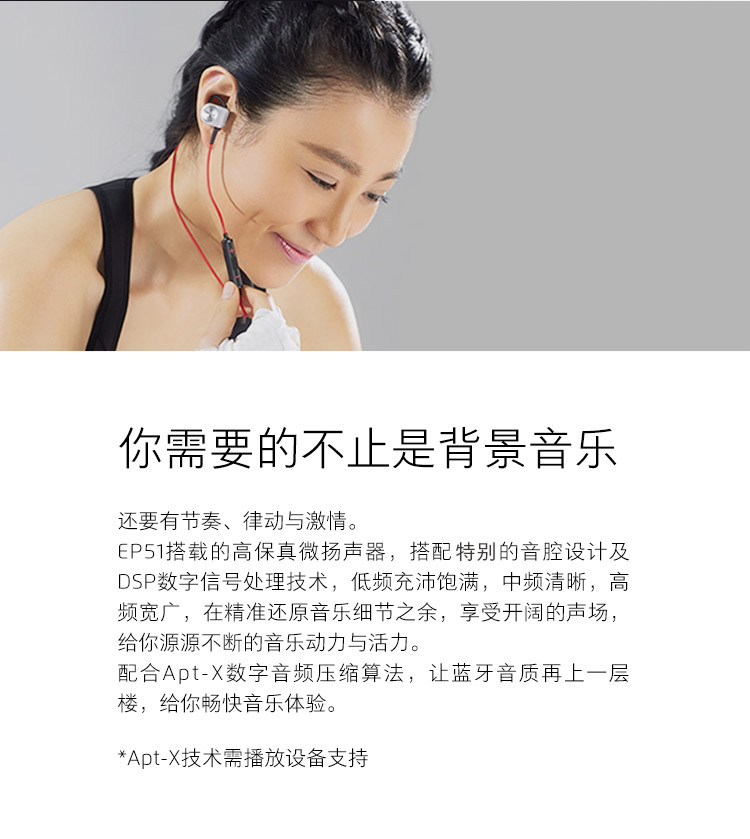 你需要的不止是背景音乐
还要有节奏、律动与激情。
EP51搭载的高保真微扬声器，搭配特别的音腔设计及
DSP数字信号处理技术，低频充沛饱满，中频清晰，高
频宽广，在精准还原音乐细节之余，享受开阔的声场，
给你源源不断的音乐动力与活力。
配合Apt-X数字音频压缩算法，让蓝牙音质再上一层
楼，给你畅快音乐体验。
*Apt-X技术需播放设备支持